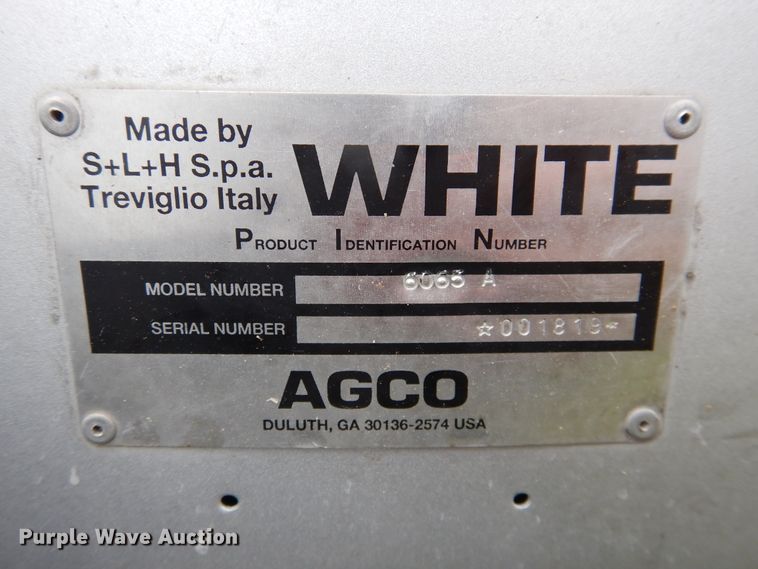 Made by
S+L+H S.p.a.
Treviglio Italy
WHITE
PRODUCT IDENTIFICATION NUMBER
MODEL NUMBER 6065 A
SERIAL NUMBER ☆001819☆
AGCO
DULUTH, GA 30136-2574 USA
Purple Wave Auction